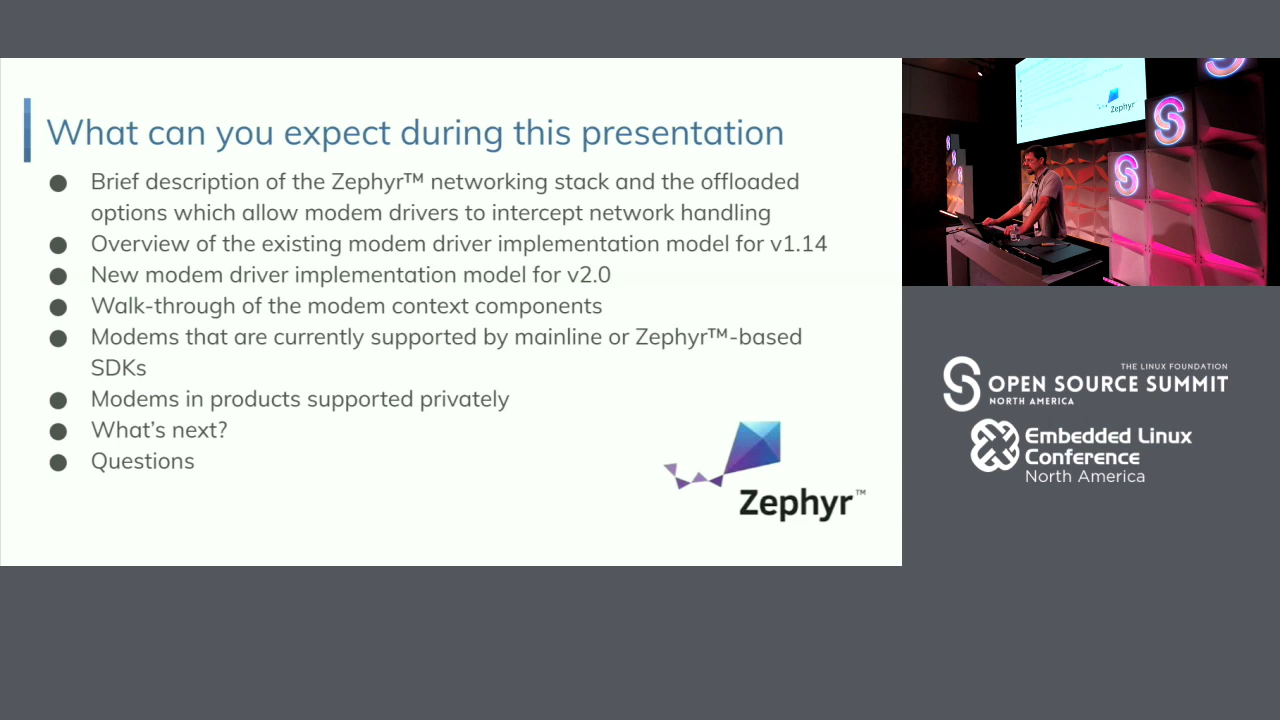 What can you expect during this presentation
● Brief description of the Zephyr™ networking stack and the offloaded
options which allow modem drivers to intercept network handling
● Overview of the existing modem driver implementation model for v1.14
● New modem driver implementation model for v2.0
● Walk-through of the modem context components
● Modems that are currently supported by mainline or Zephyr™-based
SDKs
● Modems in products supported privately
● What's next?
● Questions
Zephyr™
Zephyr
THE LINUX FOUNDATION
OPEN SOURCE SUMMIT
NORTH AMERICA
Embedded Linux
Conference
North America